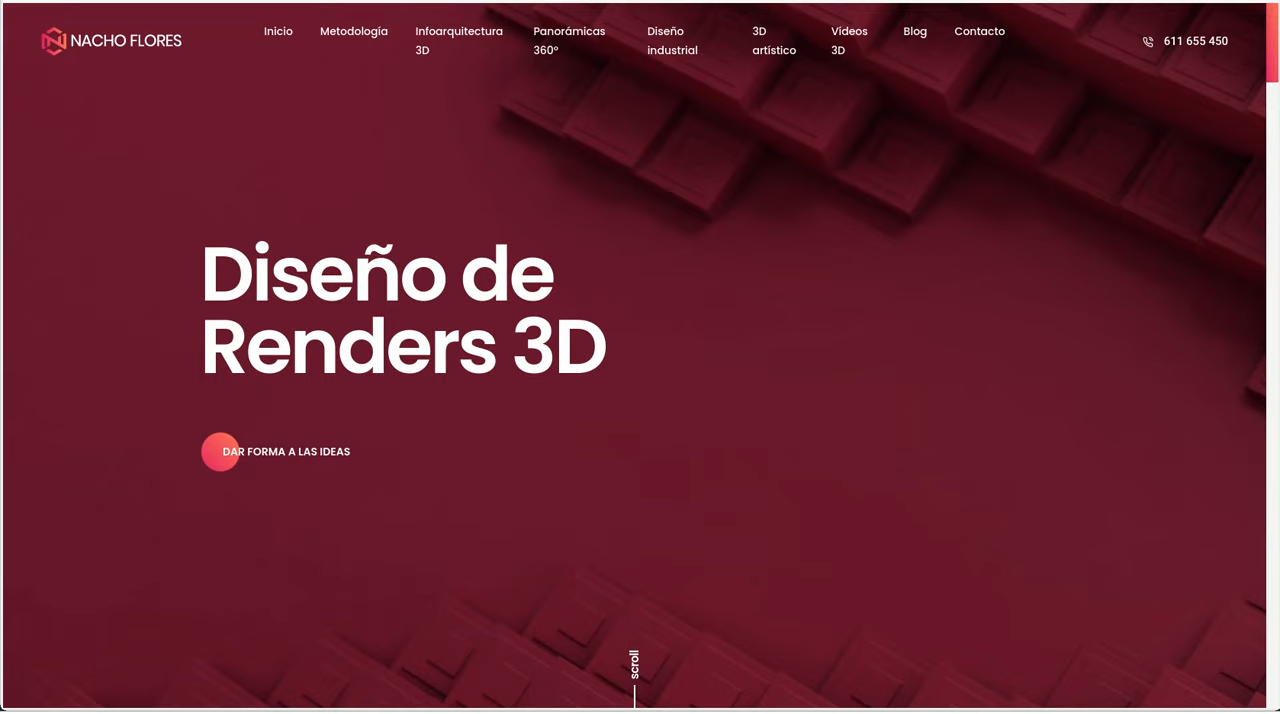 NACHO FLORES
Inicio
Metodología
Infoarquitectura
3D
Panorámicas
360º
Diseño
industrial
3D
artístico
Vídeos
3D
Blog
Contacto
611 655 450
Diseño de
Renders 3D
DAR FORMA A LAS IDEAS
scroll